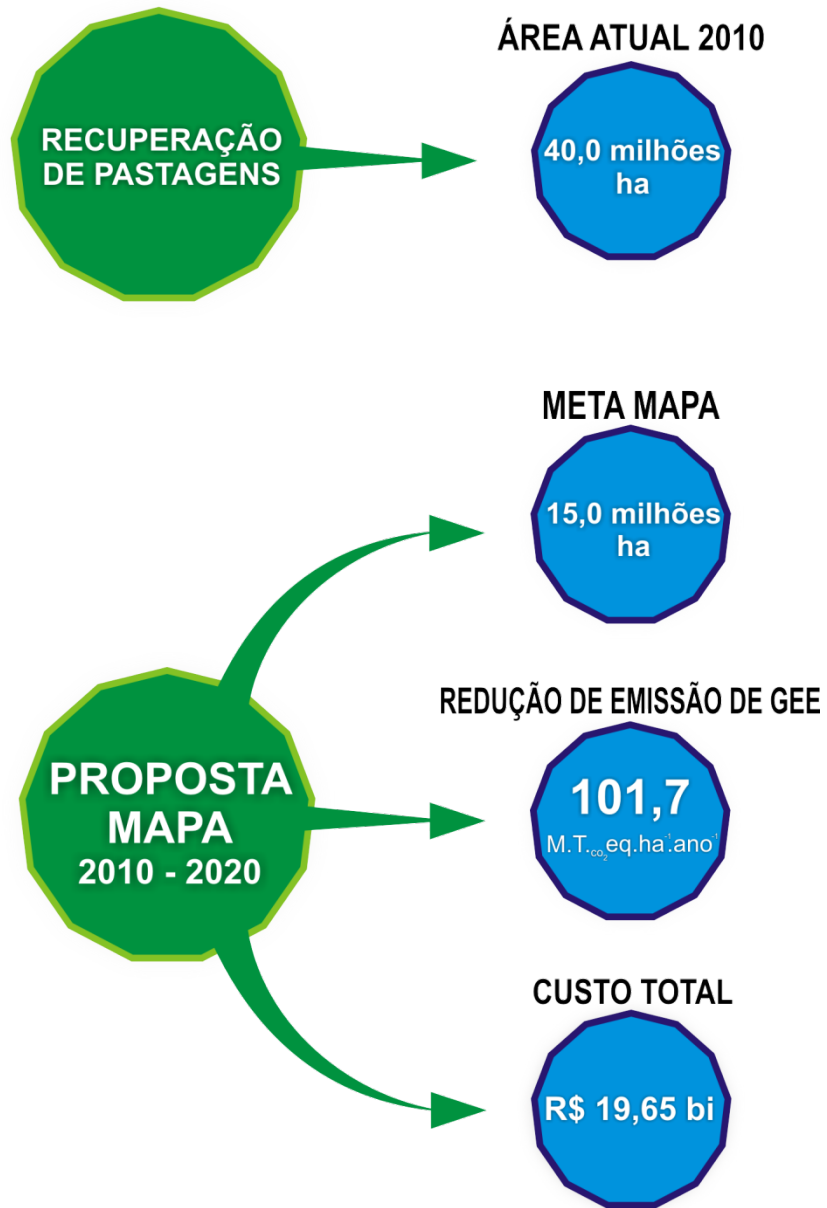 ÁREA ATUAL 2010
RECUPERAÇÃO
DE PASTAGENS
40,0 milhões
ha
META MAPA
15,0 milhões
ha
REDUÇÃO DE EMISSÃO DE GEE
PROPOSTA
MAPA
2010 - 2020
101,7
M.T.co₂eq.ha⁻¹.ano⁻¹
CUSTO TOTAL
R$ 19,65 bi